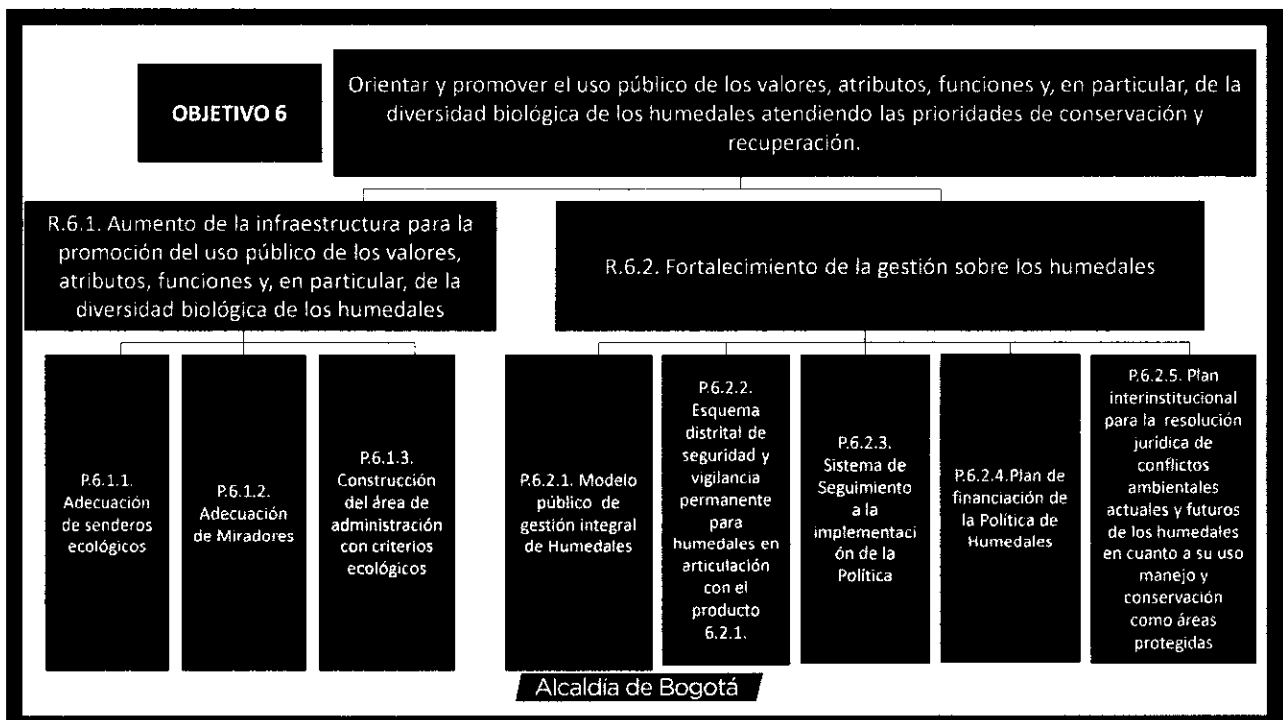 OBJETIVO 6
Orientar y promover el uso público de los valores, atributos, funciones y, en particular, de la
diversidad biológica de los humedales atendiendo las prioridades de conservación y
recuperación.
R.6.1. Aumento de la infraestructura para la
promoción del uso público de los valores,
atributos, funciones y, en particular, de la
diversidad biológica de los humedales
R.6.2. Fortalecimiento de la gestión sobre los humedales
P.6.1.1.
Adecuación
de senderos
ecológicos
P.6.1.2.
Adecuación
de Miradores
P.6.1.3.
Construcción
del área de
administración
con criterios
ecológicos
P.6.2.1. Modelo
público de
gestión integral
de Humedales
P.6.2.2.
Esquema
distrital de
seguridad y
vigilancia
permanente
para
humedales en
articulación
con el
producto
6.2.1.
P.6.2.3.
Sistema de
Seguimiento
a la
implementaci
ón de la
Política
P.6.2.4.Plan de
financiación de
la Política de
Humedales
P.6.2.5. Plan
interinstitucional
para la resolución
jurídica de
conflictos
ambientales
actuales y futuros
de los humedales
en cuanto a su uso
manejo y
conservación
como áreas
protegidas
Alcaldía de Bogotá